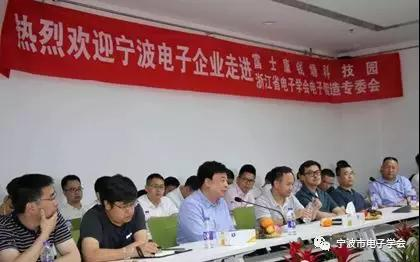 热烈欢迎宁波电子企业走进
富士康钱塘科技园
浙江省电子学会电子制造专委会
宁波市电子学会